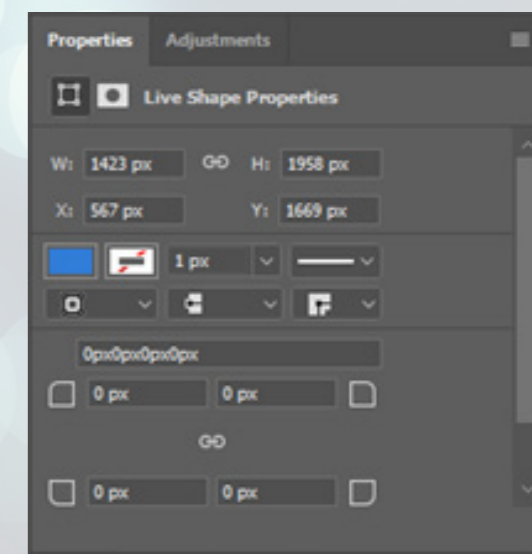 Properties Adjustments
Live Shape Properties
W: 1423 px H: 1958 px
X: 567 px Y: 1669 px
1 px
0px0px0px0px
0 px 0 px
0 px 0 px